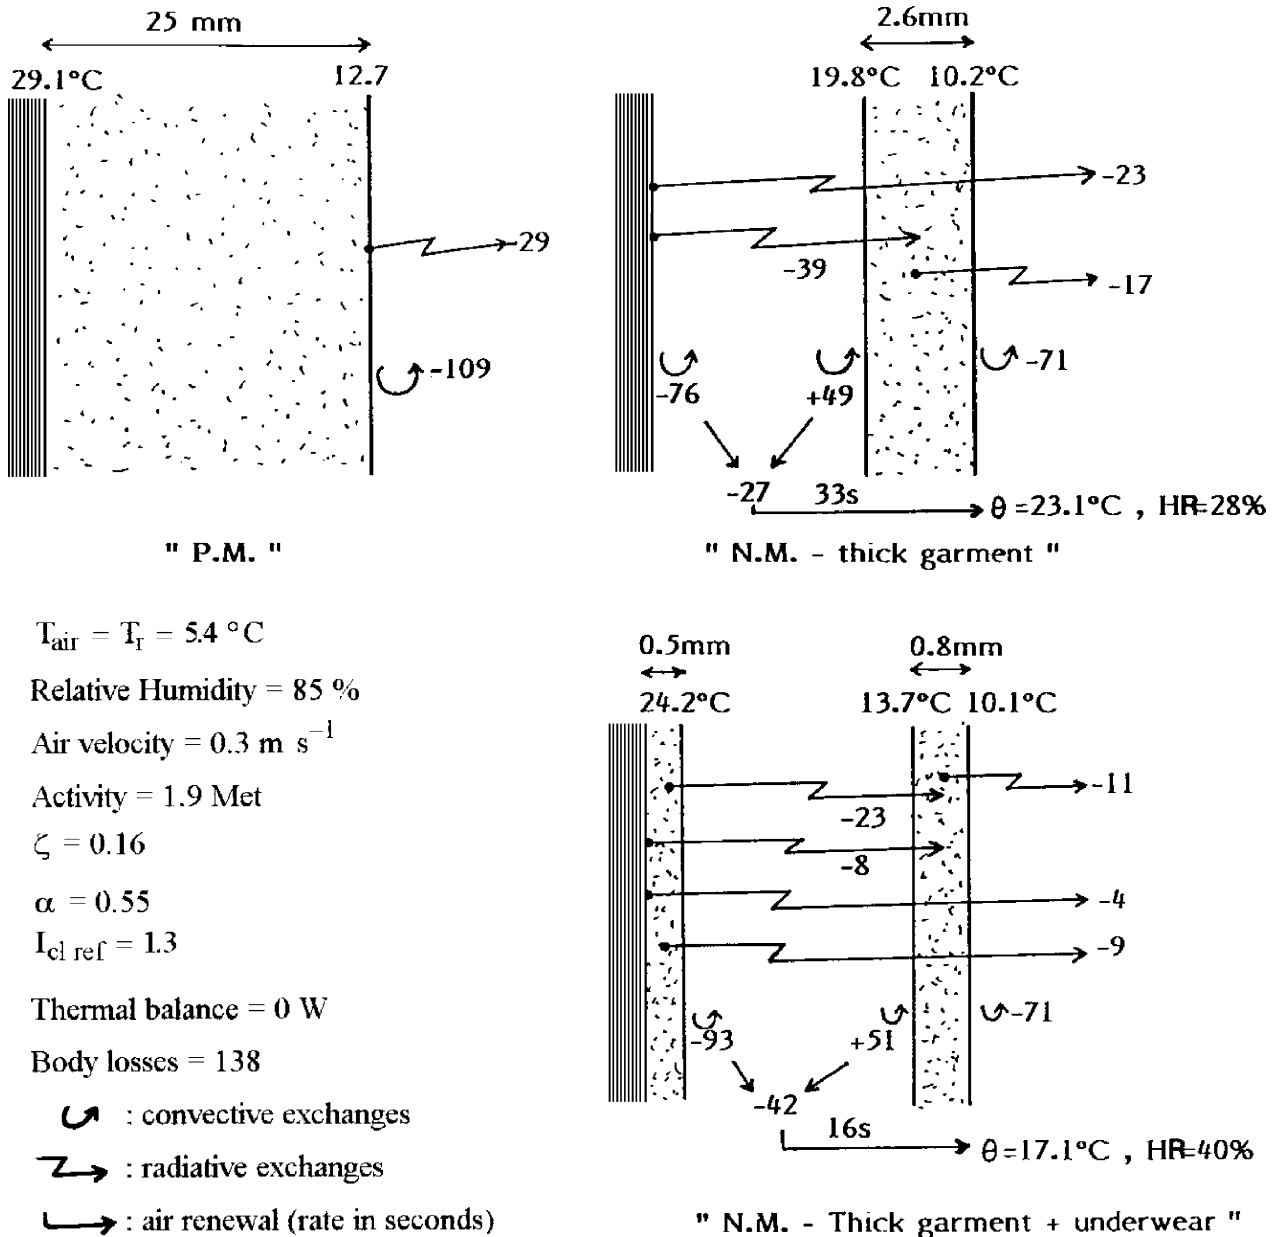 25 mm
29.1°C 12.7
-29
-109
" P.M. "
2.6mm
19.8°C 10.2°C
-23
-39
-17
-76 +49 -71
-27 33s θ =23.1°C , HR=28%
" N.M. - thick garment "
T_air = T_r = 5.4 °C
Relative Humidity = 85 %
Air velocity = 0.3 m s⁻¹
Activity = 1.9 Met
ζ = 0.16
α = 0.55
I_cl ref = 1.3
Thermal balance = 0 W
Body losses = 138
: convective exchanges
: radiative exchanges
: air renewal (rate in seconds)
0.5mm 0.8mm
24.2°C 13.7°C 10.1°C
-11
-23
-8
-4
-9
-93 +51 -71
-42 16s θ =17.1°C , HR=40%
" N.M. - Thick garment + underwear "